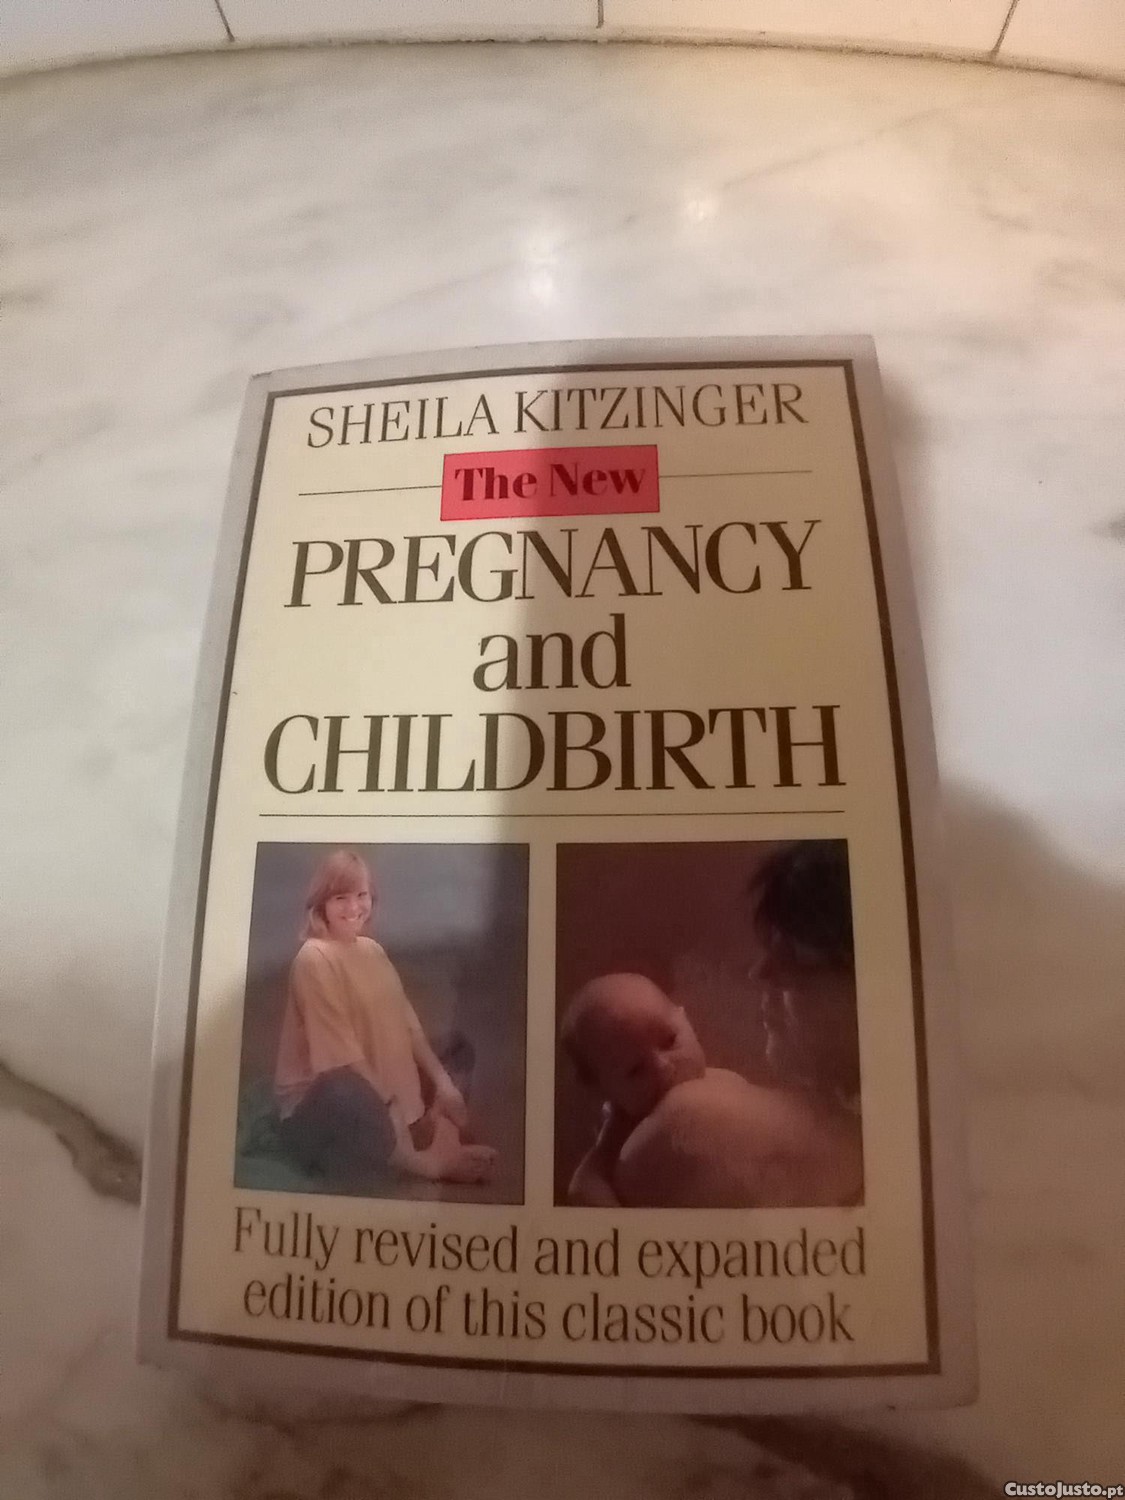 SHEILA KITZINGER
The New
PREGNANCY
and
CHILDBIRTH
Fully revised and expanded
edition of this classic book
CustoJusto.pt